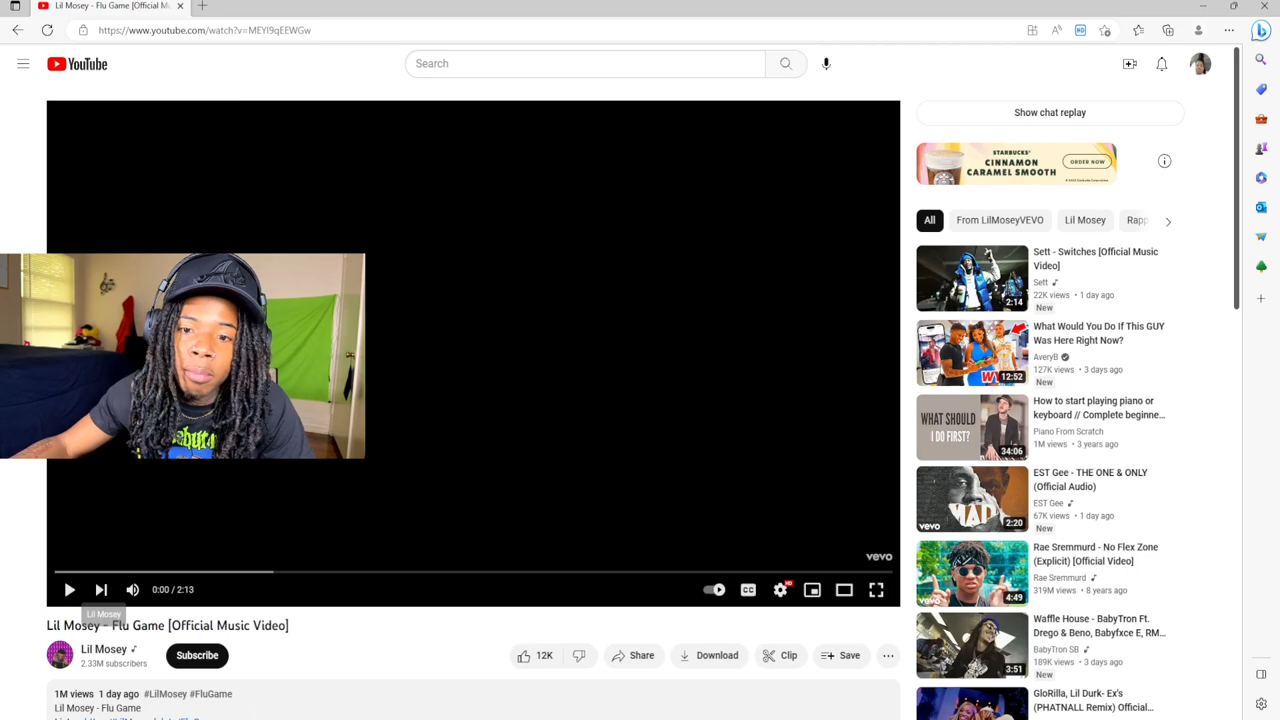 Lil Mosey - Flu Game [Official M
https://www.youtube.com/watch?v=MEYl9qEEWGw
YouTube
Search
Show chat replay
STARBUCKS®
CINNAMON
CARAMEL SMOOTH
ORDER NOW
All
From LilMoseyVEVO
Lil Mosey
Rapp
Sett - Switches [Official Music
Video]
Sett
22K views • 1 day ago
New
2:14
What Would You Do If This GUY
Was Here Right Now?
AveryB
127K views • 3 days ago
New
12:52
How to start playing piano or
keyboard // Complete beginne...
Piano From Scratch
1M views • 3 years ago
WHAT SHOULD
I DO FIRST?
34:06
EST Gee - THE ONE & ONLY
(Official Audio)
EST Gee
67K views • 1 day ago
New
MAD
vevo
2:20
Rae Sremmurd - No Flex Zone
(Explicit) [Official Video]
Rae Sremmurd
319M views • 8 years ago
vevo
4:49
Waffle House - BabyTron Ft.
Drego & Beno, Babyfxce E, RM...
BabyTron SB
189K views • 3 days ago
New
3:51
GloRilla, Lil Durk- Ex's
(PHATNALL Remix) Official...
vevo
0:00 / 2:13
CC
HD
Lil Mosey
Lil Mosey - Flu Game [Official Music Video]
Lil Mosey
2.33M subscribers
Subscribe
12K
Share
Download
Clip
Save
1M views 1 day ago #LilMosey #FluGame
Lil Mosey - Flu Game